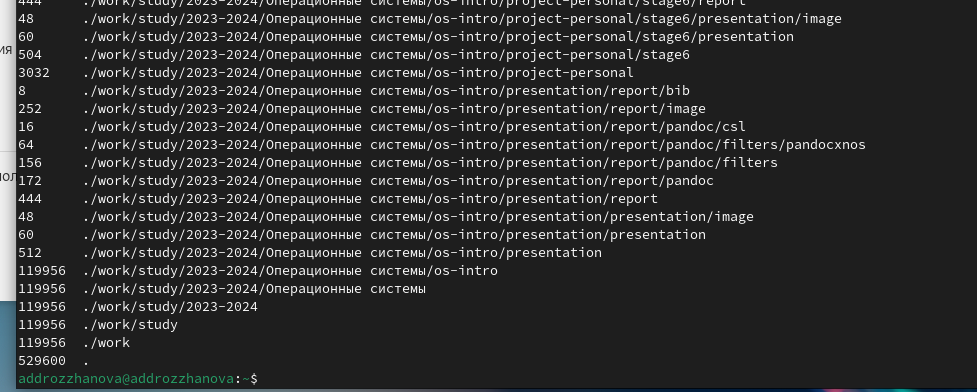 444     ./work/study/2023-2024/Операционные системы/os-intro/project-personal/stage6/report
48      ./work/study/2023-2024/Операционные системы/os-intro/project-personal/stage6/presentation/image
60      ./work/study/2023-2024/Операционные системы/os-intro/project-personal/stage6/presentation
504     ./work/study/2023-2024/Операционные системы/os-intro/project-personal/stage6
3032    ./work/study/2023-2024/Операционные системы/os-intro/project-personal
8       ./work/study/2023-2024/Операционные системы/os-intro/presentation/report/bib
252     ./work/study/2023-2024/Операционные системы/os-intro/presentation/report/image
16      ./work/study/2023-2024/Операционные системы/os-intro/presentation/report/pandoc/csl
64      ./work/study/2023-2024/Операционные системы/os-intro/presentation/report/pandoc/filters/pandocxnos
156     ./work/study/2023-2024/Операционные системы/os-intro/presentation/report/pandoc/filters
172     ./work/study/2023-2024/Операционные системы/os-intro/presentation/report/pandoc
444     ./work/study/2023-2024/Операционные системы/os-intro/presentation/report
48      ./work/study/2023-2024/Операционные системы/os-intro/presentation/presentation/image
60      ./work/study/2023-2024/Операционные системы/os-intro/presentation/presentation
512     ./work/study/2023-2024/Операционные системы/os-intro/presentation
119956  ./work/study/2023-2024/Операционные системы/os-intro
119956  ./work/study/2023-2024/Операционные системы
119956  ./work/study/2023-2024
119956  ./work/study
119956  ./work
529600  .
addrozzhanova@addrozzhanova:~$